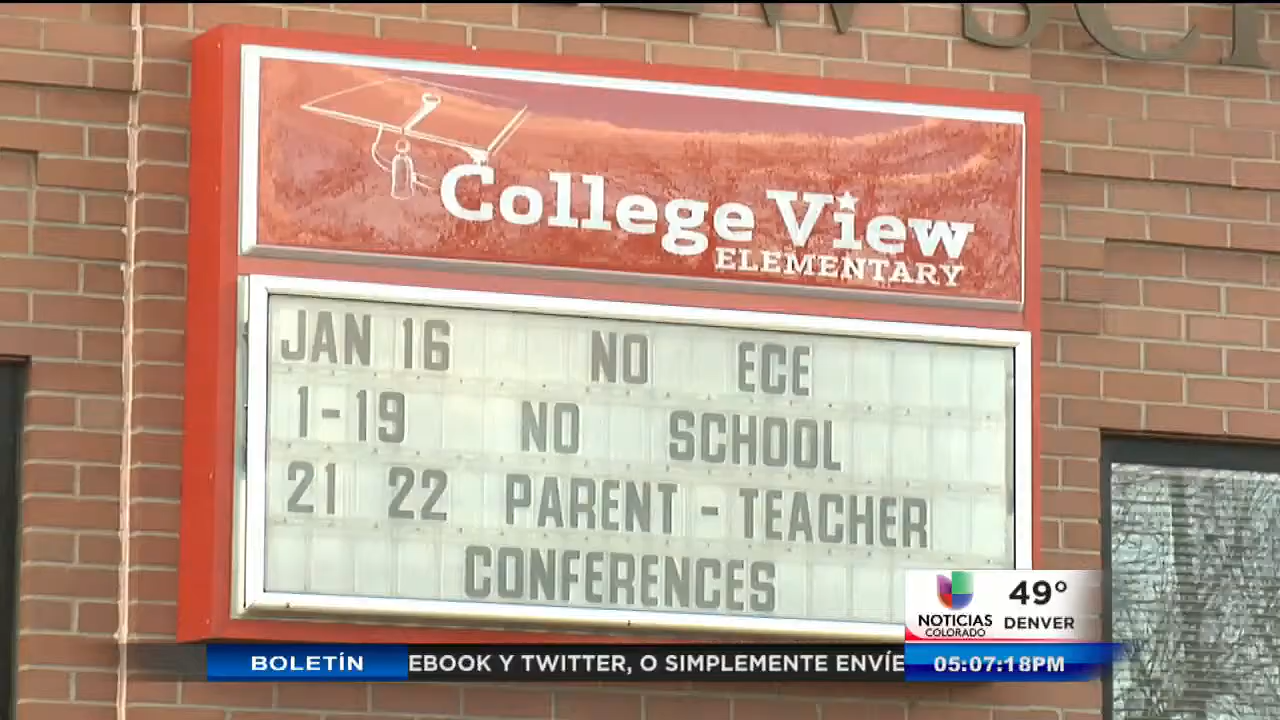 College View
ELEMENTARY
JAN 16 NO ECE
1-19 NO SCHOOL
21 22 PARENT - TEACHER
CONFERENCES
NOTICIAS
COLORADO
49°
DENVER
BOLETÍN
EBOOK Y TWITTER, O SIMPLEMENTE ENVÍE
05:07:18PM